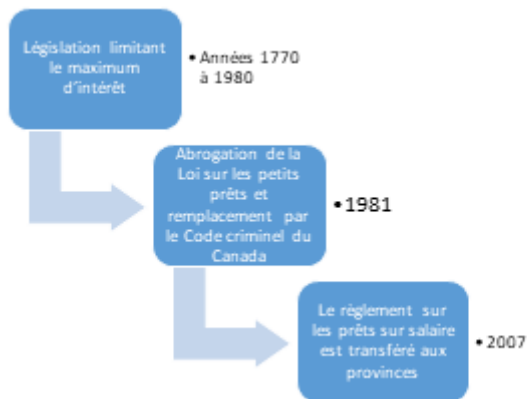 Législation limitant
le maximum
d'intérêt
• Années 1770
à 1980
Abrogation de la
Loi sur les petits
prêts et
remplacement par
le Code criminel du
Canada
• 1981
Le règlement sur
les prêts sur salaire
est transféré aux
provinces
• 2007